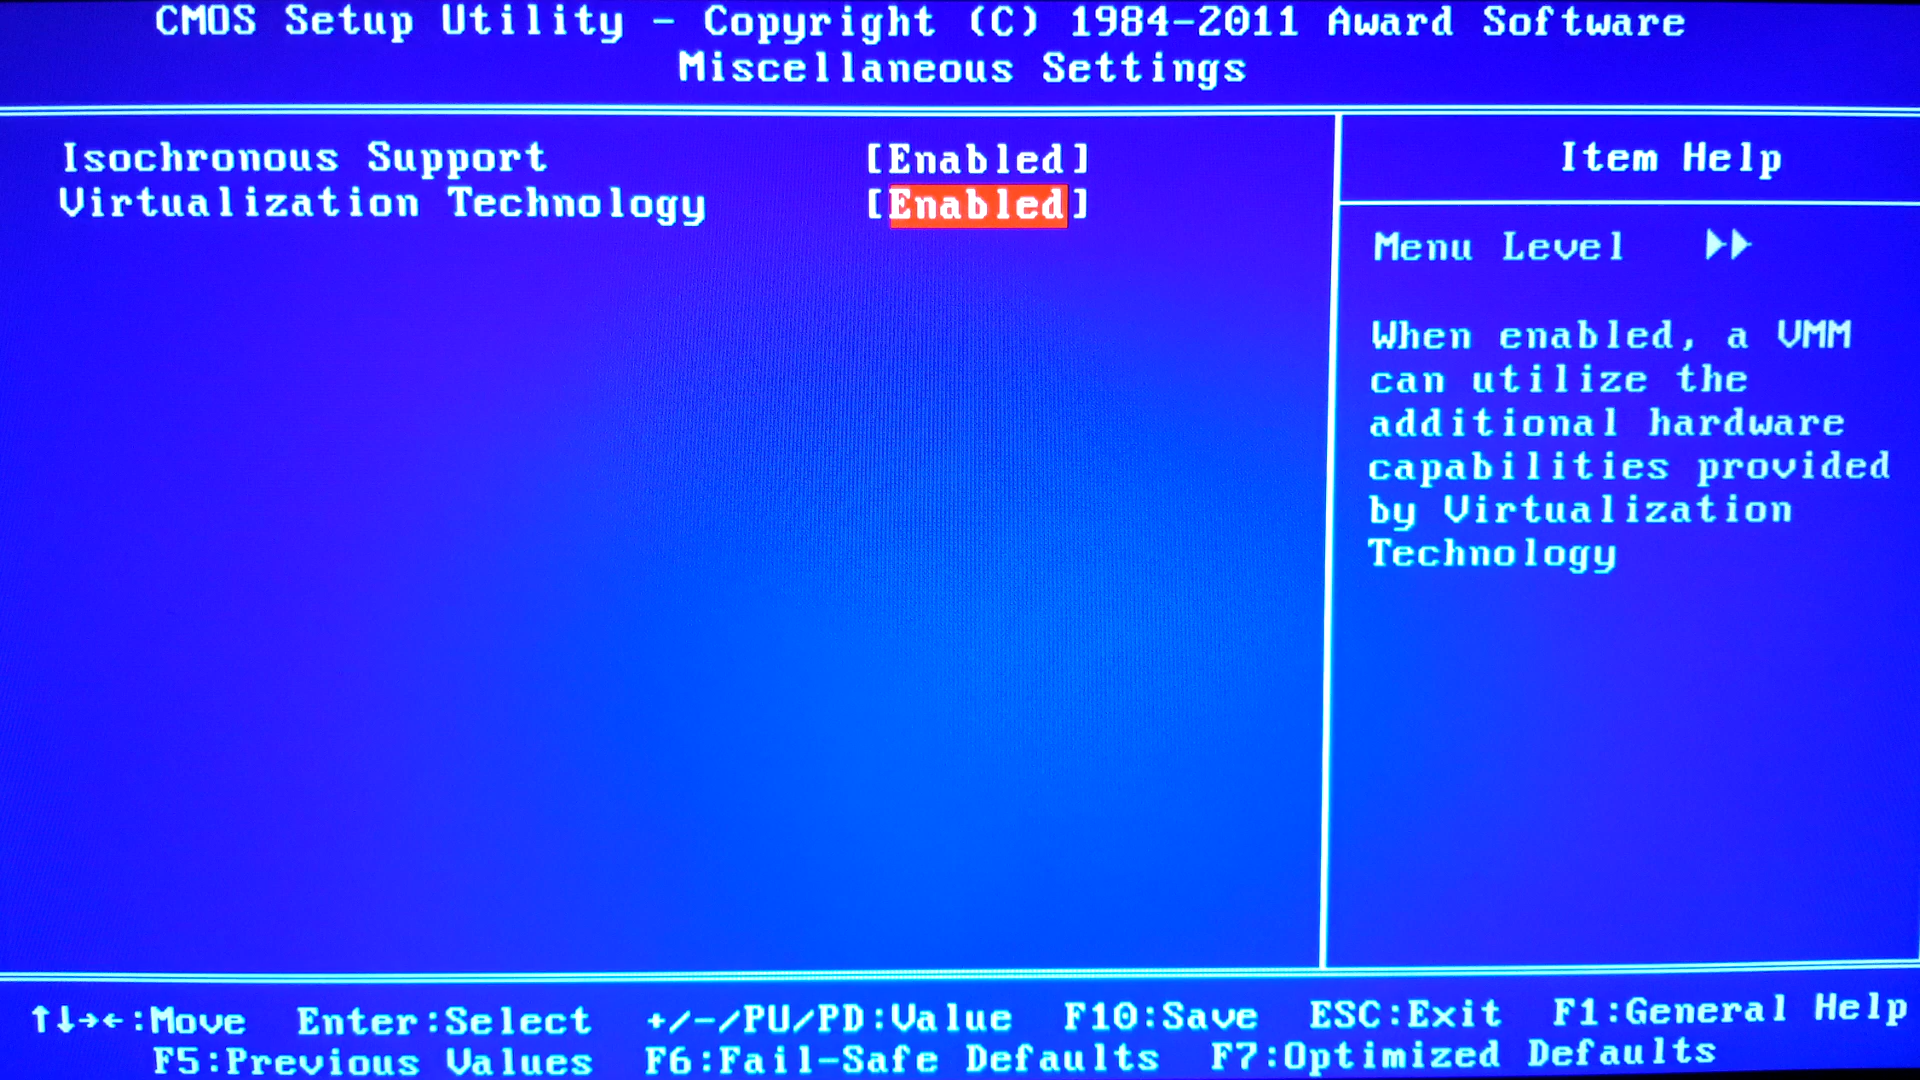 CMOS Setup Utility - Copyright (C) 1984-2011 Award Software
Miscellaneous Settings
Isochronous Support [Enabled]
Virtualization Technology [Enabled]
Item Help
Menu Level ▶▶
When enabled, a VMM
can utilize the
additional hardware
capabilities provided
by Virtualization
Technology
↑↓→←:Move Enter:Select +/-/PU/PD:Value F10:Save ESC:Exit F1:General Help
F5:Previous Values F6:Fail-Safe Defaults F7:Optimized Defaults